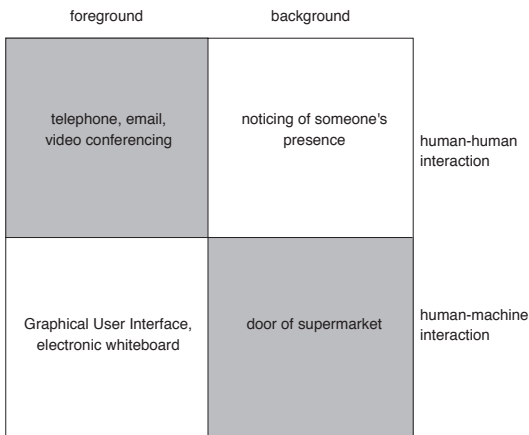 foreground
background
telephone, email,
video conferencing
noticing of someone's
presence
human-human
interaction
Graphical User Interface,
electronic whiteboard
door of supermarket
human-machine
interaction